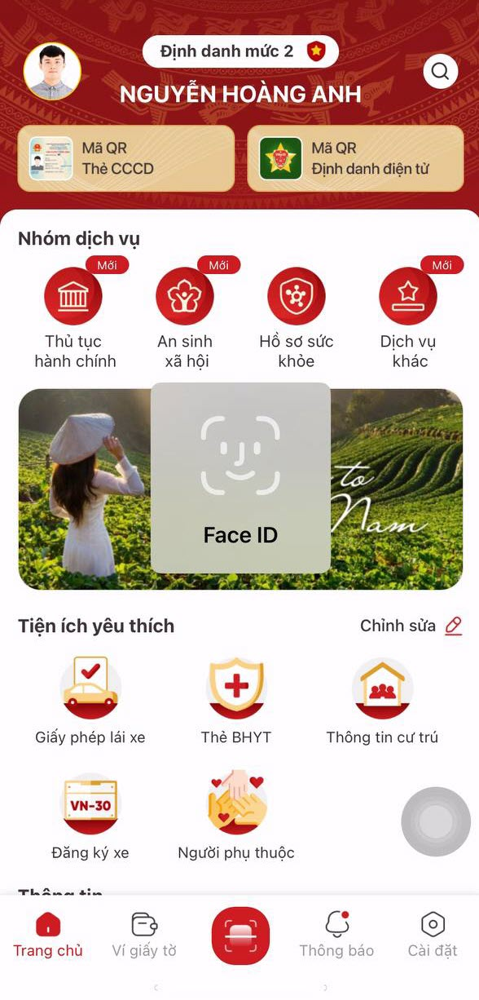 Định danh mức 2
NGUYỄN HOÀNG ANH
Mã QR
Thẻ CCCD
Mã QR
Định danh điện tử
Nhóm dịch vụ
Mới
Mới
Mới
Thủ tục
hành chính
An sinh
xã hội
Hồ sơ sức
khỏe
Dịch vụ
khác
to
Nam
Face ID
Tiện ích yêu thích
Chỉnh sửa
Giấy phép lái xe
Thẻ BHYT
Thông tin cư trú
VN-30
Đăng ký xe
Người phụ thuộc
Thông tin
Trang chủ
Ví giấy tờ
Thông báo
Cài đặt